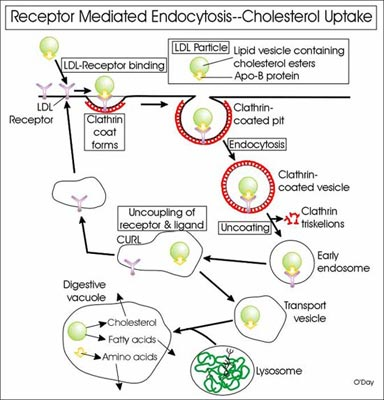 Receptor Mediated Endocytosis--Cholesterol Uptake
LDL-Receptor binding
LDL Particle
Lipid vesicle containing
cholesterol esters
Apo-B protein
LDL
Receptor
Clathrin
coat
forms
Clathrin-
coated pit
Endocytosis
Clathrin-
coated vesicle
Uncoupling of
receptor & ligand
Uncoating
Clathrin
triskelions
CURL
Early
endosome
Digestive
vacuole
Transport
vesicle
Cholesterol
Fatty acids
Amino acids
Lysosome
O'Day